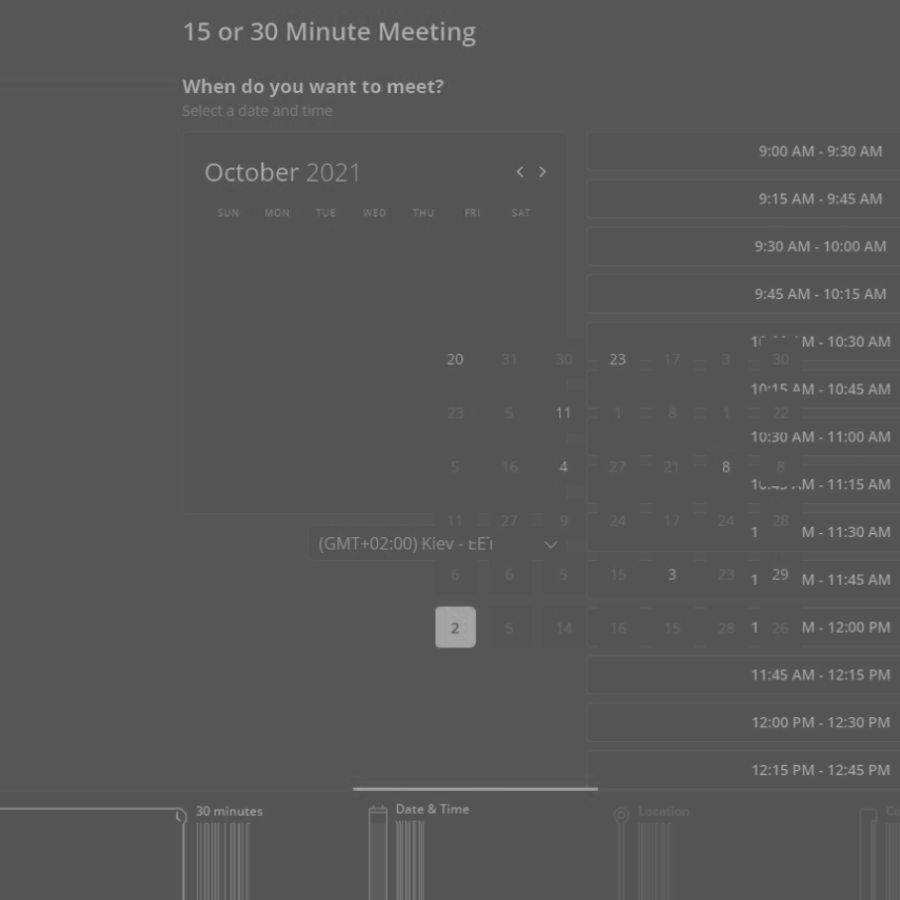 15 or 30 Minute Meeting
When do you want to meet?
Select a date and time
October 2021
SUN MON TUE WED THU FRI SAT
9:00 AM - 9:30 AM
9:15 AM - 9:45 AM
9:30 AM - 10:00 AM
9:45 AM - 10:15 AM
M - 10:30 AM
20 31 30 23 17 3 30
10:15 AM - 10:45 AM
23 5 11 1 8 1 22
10:30 AM - 11:00 AM
5 16 4 27 21 8 8
M - 11:15 AM
11 27 9 24 17 24 28
1 M - 11:30 AM
(GMT+02:00) Kiev - EET
6 6 5 15 3 23 29
1 M - 11:45 AM
2 5 14 16 15 28 26
1 M - 12:00 PM
11:45 AM - 12:15 PM
12:00 PM - 12:30 PM
12:15 PM - 12:45 PM
30 minutes
Date & Time
WHEN
Location
Co